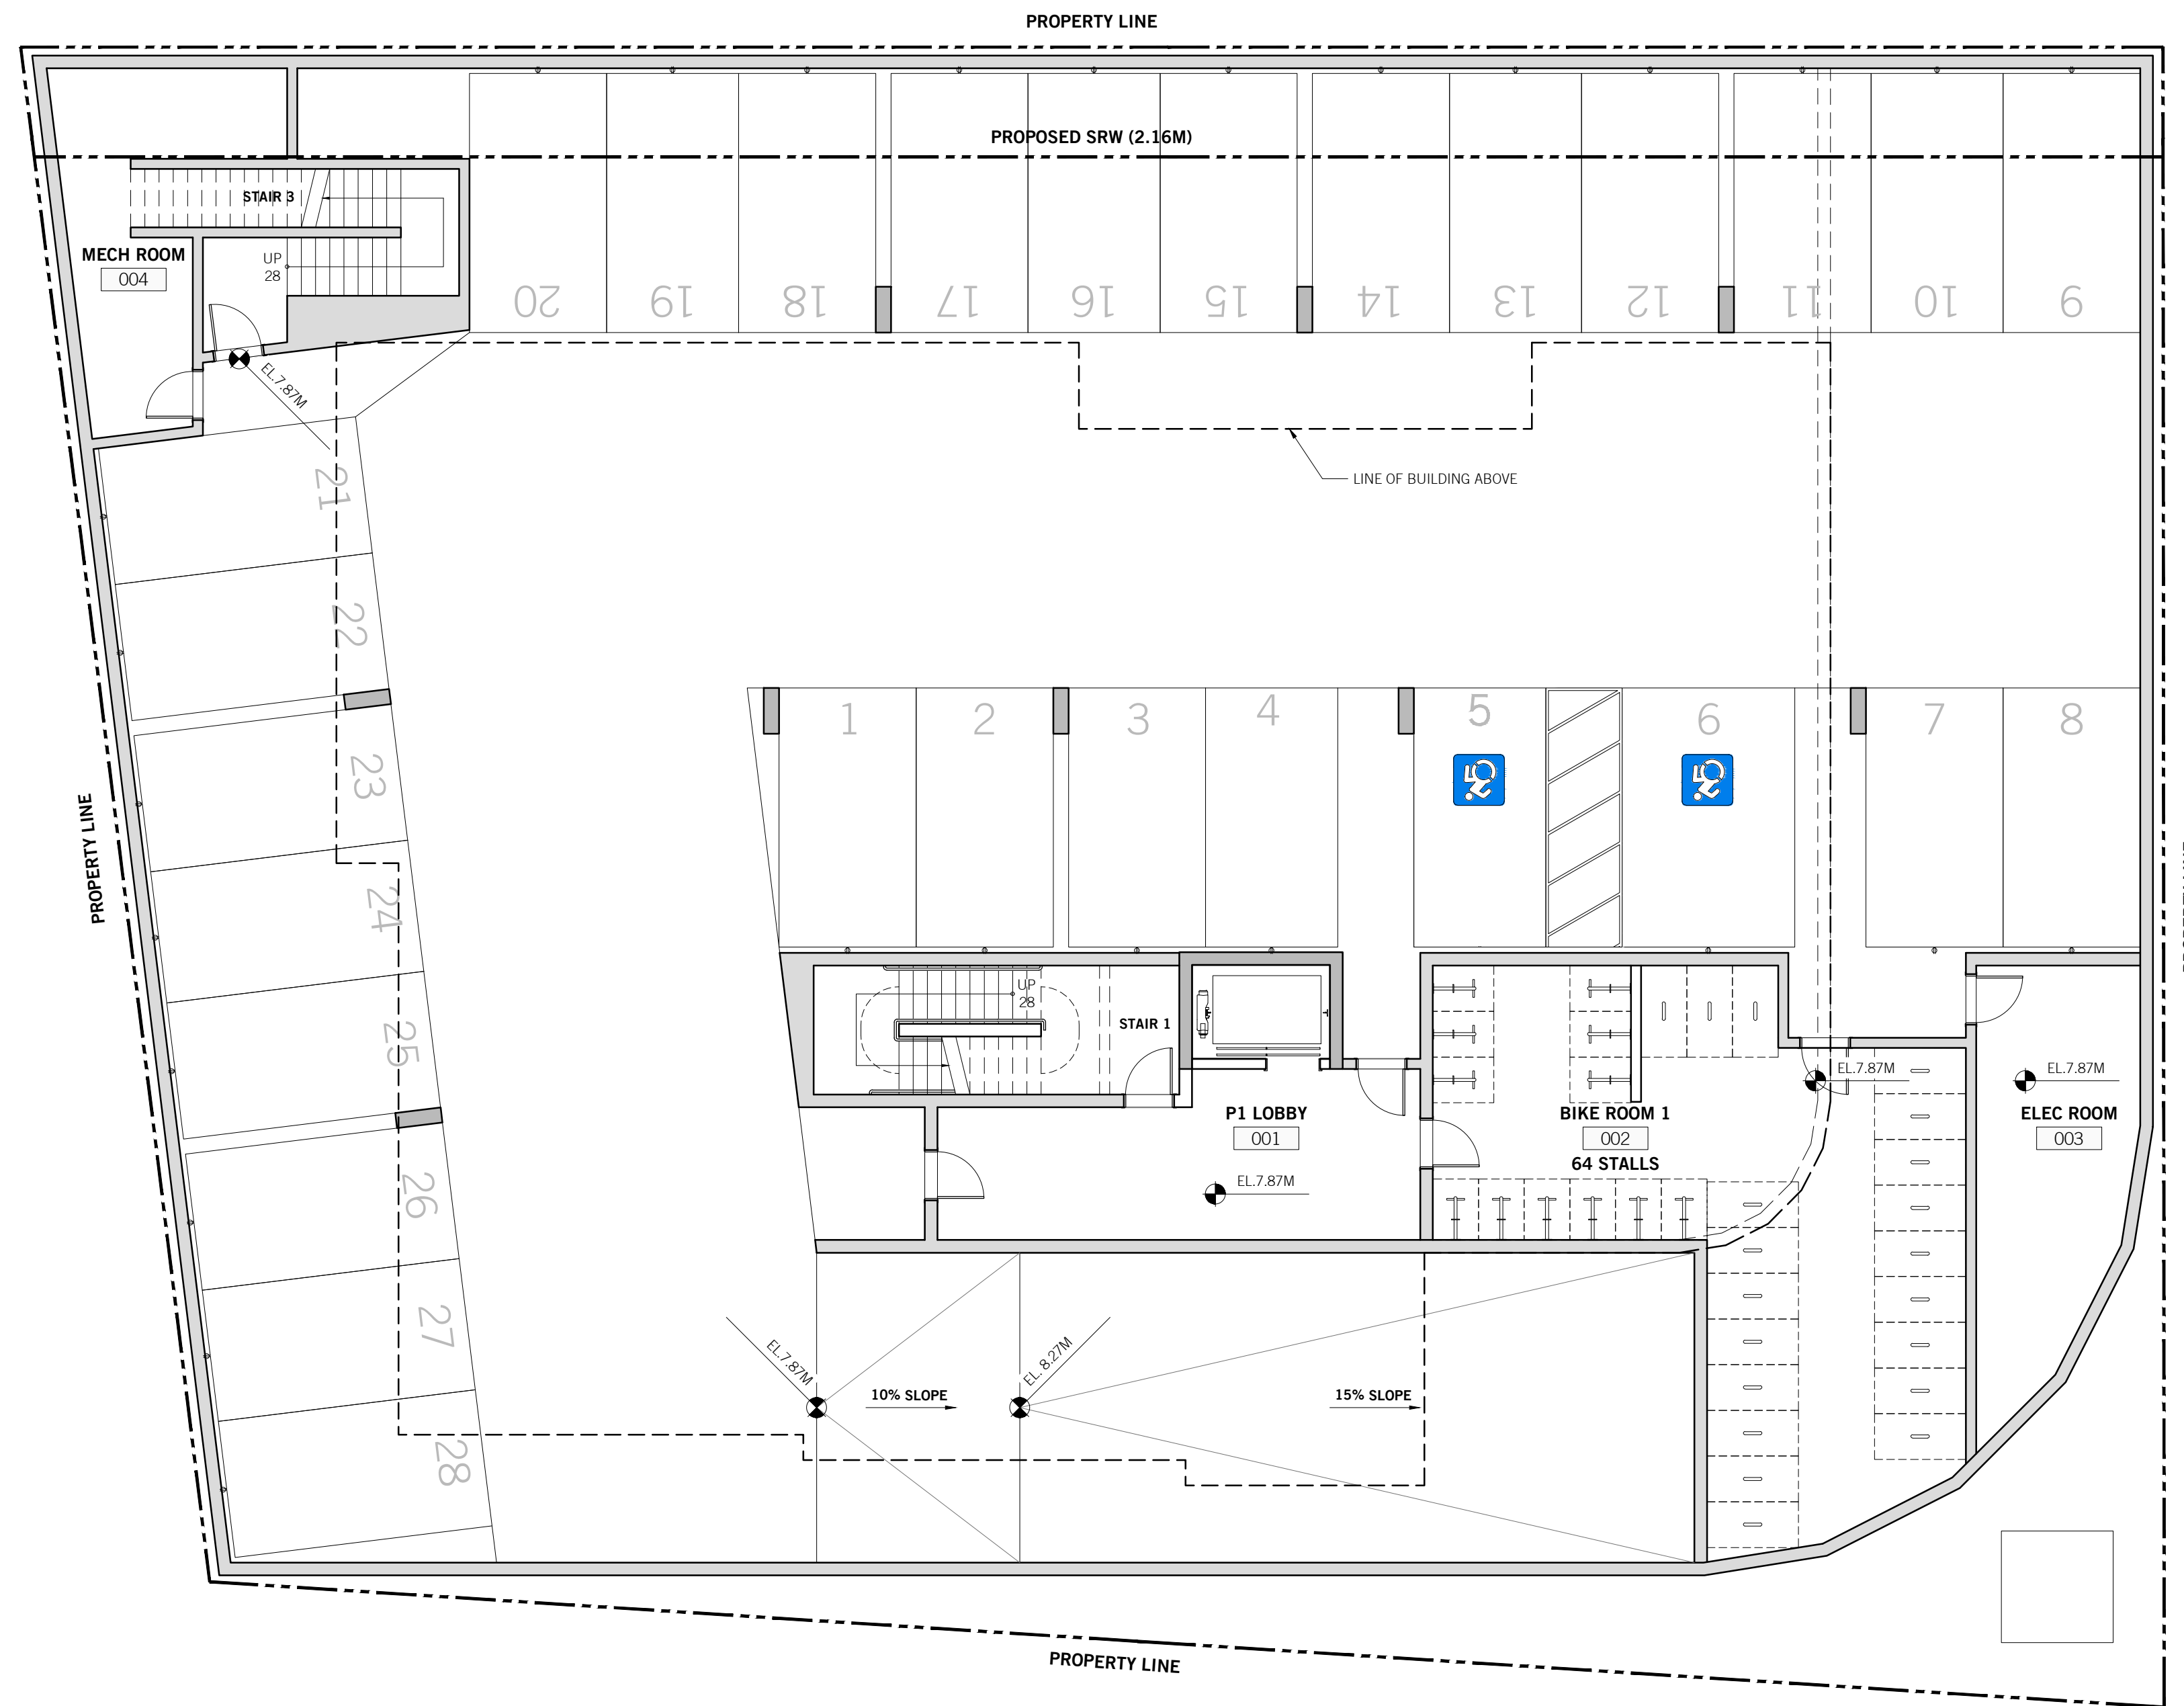 PROPERTY LINE
PROPOSED SRW (2.16M)
STAIR 3
MECH ROOM
004
UP
28
EL.7.87M
20
19
18
17
16
15
14
13
12
11
10
9
LINE OF BUILDING ABOVE
21
22
23
24
25
26
27
28
PROPERTY LINE
1
2
3
4
5
6
7
8
UP
28
STAIR 1
P1 LOBBY
001
EL.7.87M
BIKE ROOM 1
002
64 STALLS
EL.7.87M
EL.7.87M
ELEC ROOM
003
EL.7.87M
EL. 8.27M
10% SLOPE
15% SLOPE
PROPERTY LINE